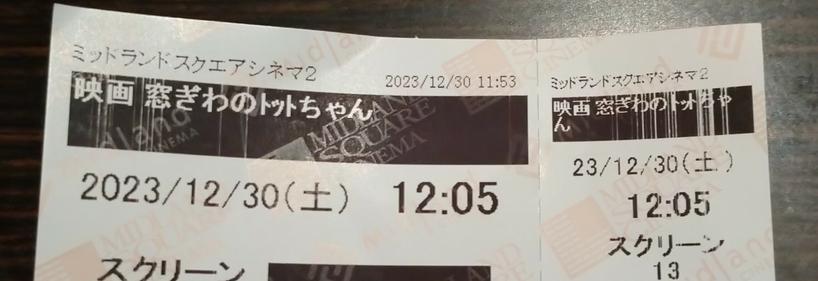 ミッドランドスクエアシネマ2
2023/12/30 11:53
映画 窓ぎわのトットちゃん
MIDLAND
SQUARE
CINEMA
2023/12/30(土) 12:05
スクリーン
ミッドランドスクエアシネマ2
映画 窓ぎわのトットちゃ
ん
23/12/30(土)
12:05
スクリーン
13